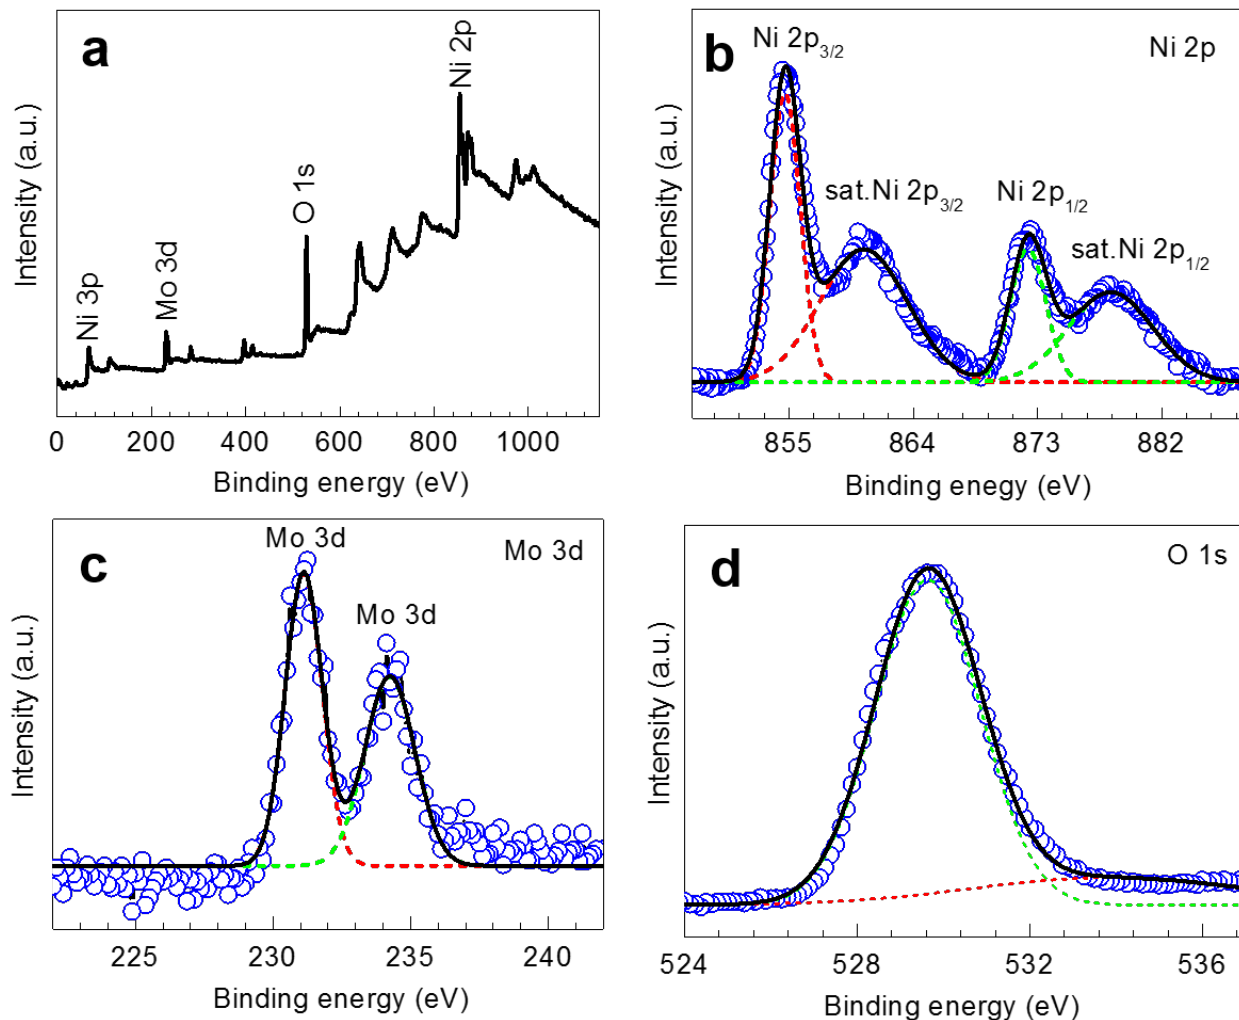 a
Ni 3p
Mo 3d
O 1s
Ni 2p
Intensity (a.u.)
0 200 400 600 800 1000
Binding energy (eV)
b
Ni 2p3/2
Ni 2p
sat.Ni 2p3/2
Ni 2p1/2
sat.Ni 2p1/2
Intensity (a.u.)
855 864 873 882
Binding enegy (eV)
c
Mo 3d
Mo 3d
Mo 3d
Intensity (a.u.)
225 230 235 240
Binding energy (eV)
d
O 1s
Intensity (a.u.)
524 528 532 536
Binding energy (eV)